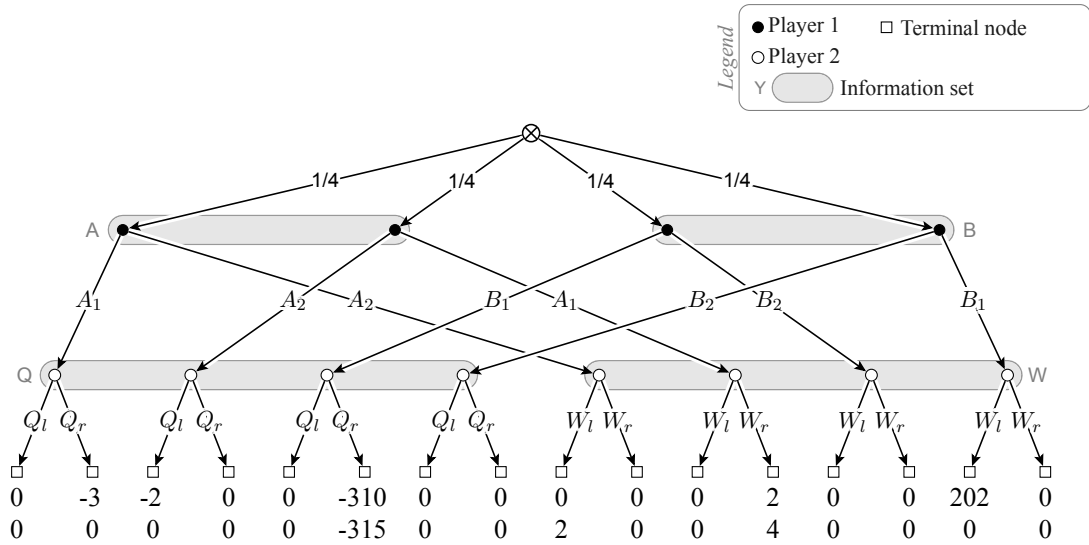 Legend
Player 1 Terminal node
Player 2
Y Information set
1/4 1/4 1/4 1/4
A B
A₁ A₂ A₂ B₁ A₁ B₂ B₂ B₁
Q W
Qₗ Qᵣ Qₗ Qᵣ Qₗ Qᵣ Qₗ Qᵣ Wₗ Wᵣ Wₗ Wᵣ Wₗ Wᵣ Wₗ Wᵣ
0 -3 -2 0 0 -310 0 0 0 0 0 2 0 0 202 0
0 0 0 0 0 -315 0 0 2 0 0 4 0 0 0 0